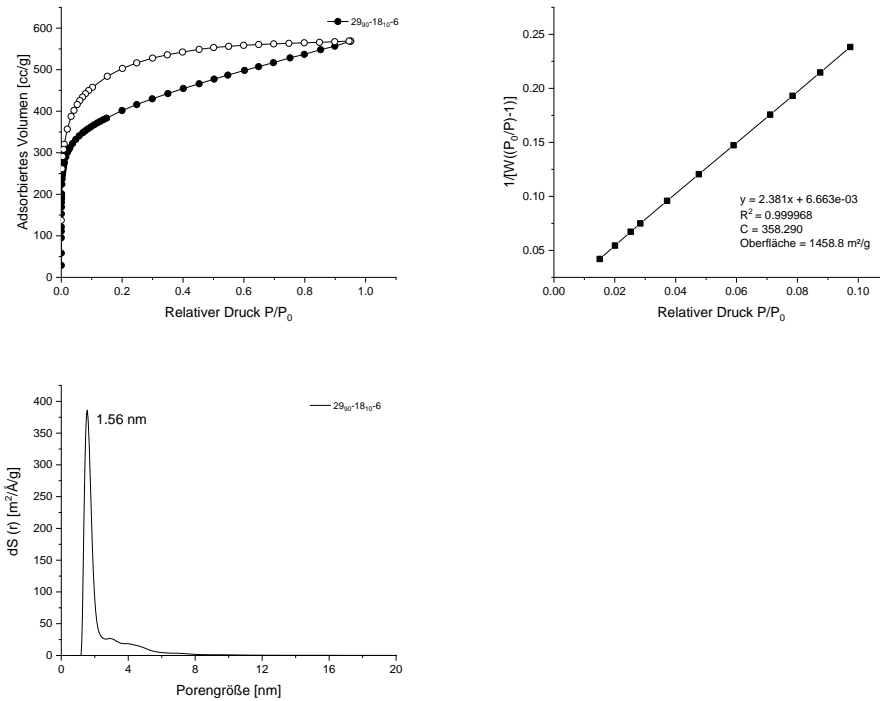 29₉₀-18₁₀-6
600
500
400
300
200
100
0
Adsorbiertes Volumen [cc/g]
0.0 0.2 0.4 0.6 0.8 1.0
Relativer Druck P/P₀
0.25
0.20
0.15
0.10
0.05
1/[W((P₀/P)-1)]
y = 2.381x + 6.663e-03
R² = 0.999968
C = 358.290
Oberfläche = 1458.8 m²/g
0.00 0.02 0.04 0.06 0.08 0.10
Relativer Druck P/P₀
29₉₀-18₁₀-6
1.56 nm
400
350
300
250
200
150
100
50
0
dS (r) [m²/Å/g]
0 4 8 12 16 20
Porengröße [nm]